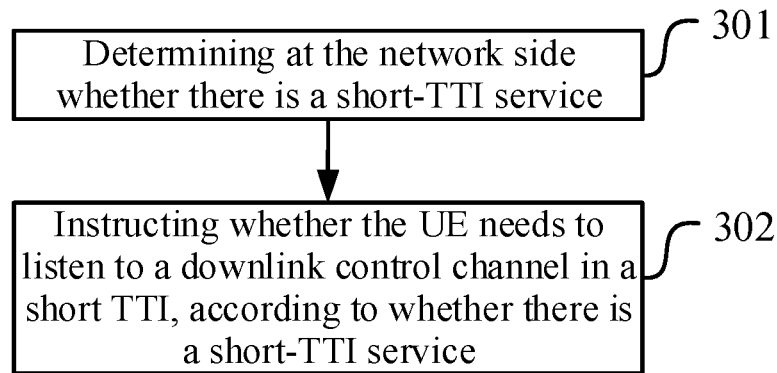 Determining at the network side
whether there is a short-TTI service
301
Instructing whether the UE needs to
listen to a downlink control channel in a
short TTI, according to whether there is
a short-TTI service
302